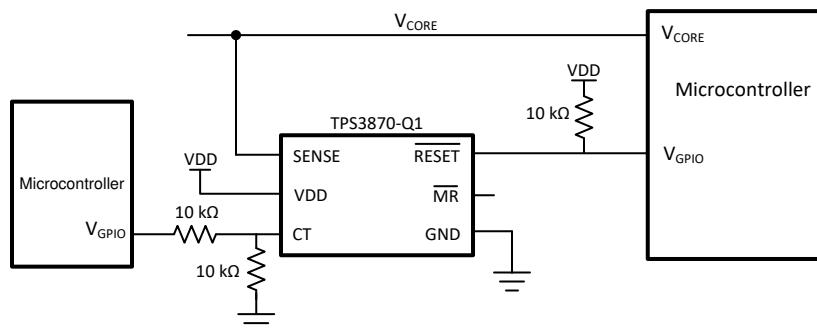 VCORE
VCORE
VDD
Microcontroller
10 kΩ
TPS3870-Q1
SENSE
RESET
VDD
VGPIO
Microcontroller
VDD
MR
10 kΩ
VGPIO
CT
GND
10 kΩ